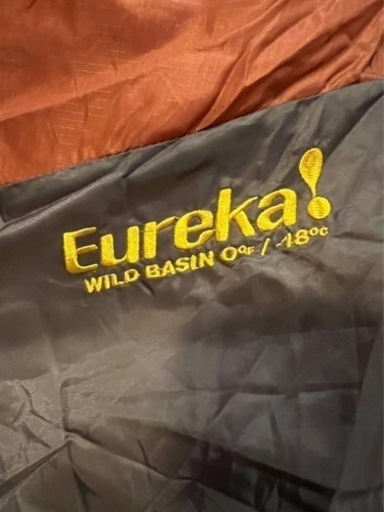 Eureka!
WILD BASIN 0°F / -18°C